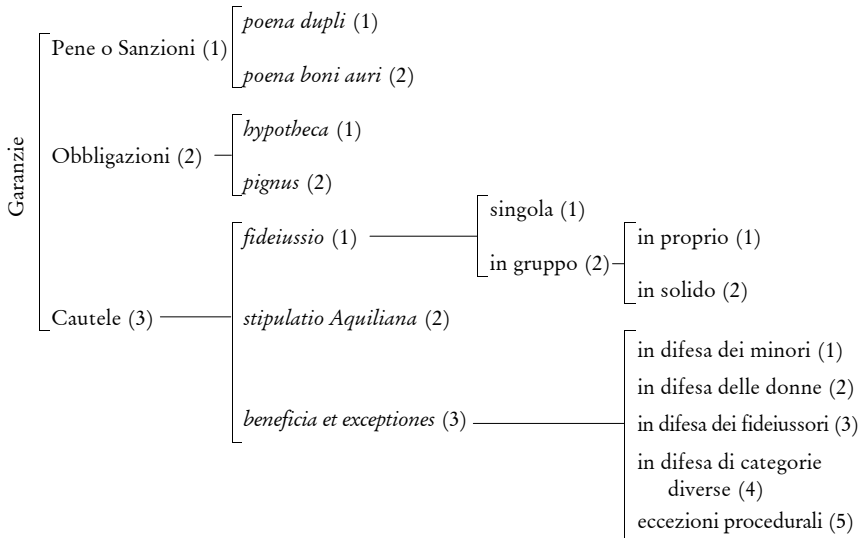 Garanzie
Pene o Sanzioni (1)
poena dupli (1)
poena boni auri (2)
Obbligazioni (2)
hypotheca (1)
pignus (2)
Cautele (3)
fideiussio (1)
singola (1)
in gruppo (2)
in proprio (1)
in solido (2)
stipulatio Aquiliana (2)
beneficia et exceptiones (3)
in difesa dei minori (1)
in difesa delle donne (2)
in difesa dei fideiussori (3)
in difesa di categorie
diverse (4)
eccezioni procedurali (5)